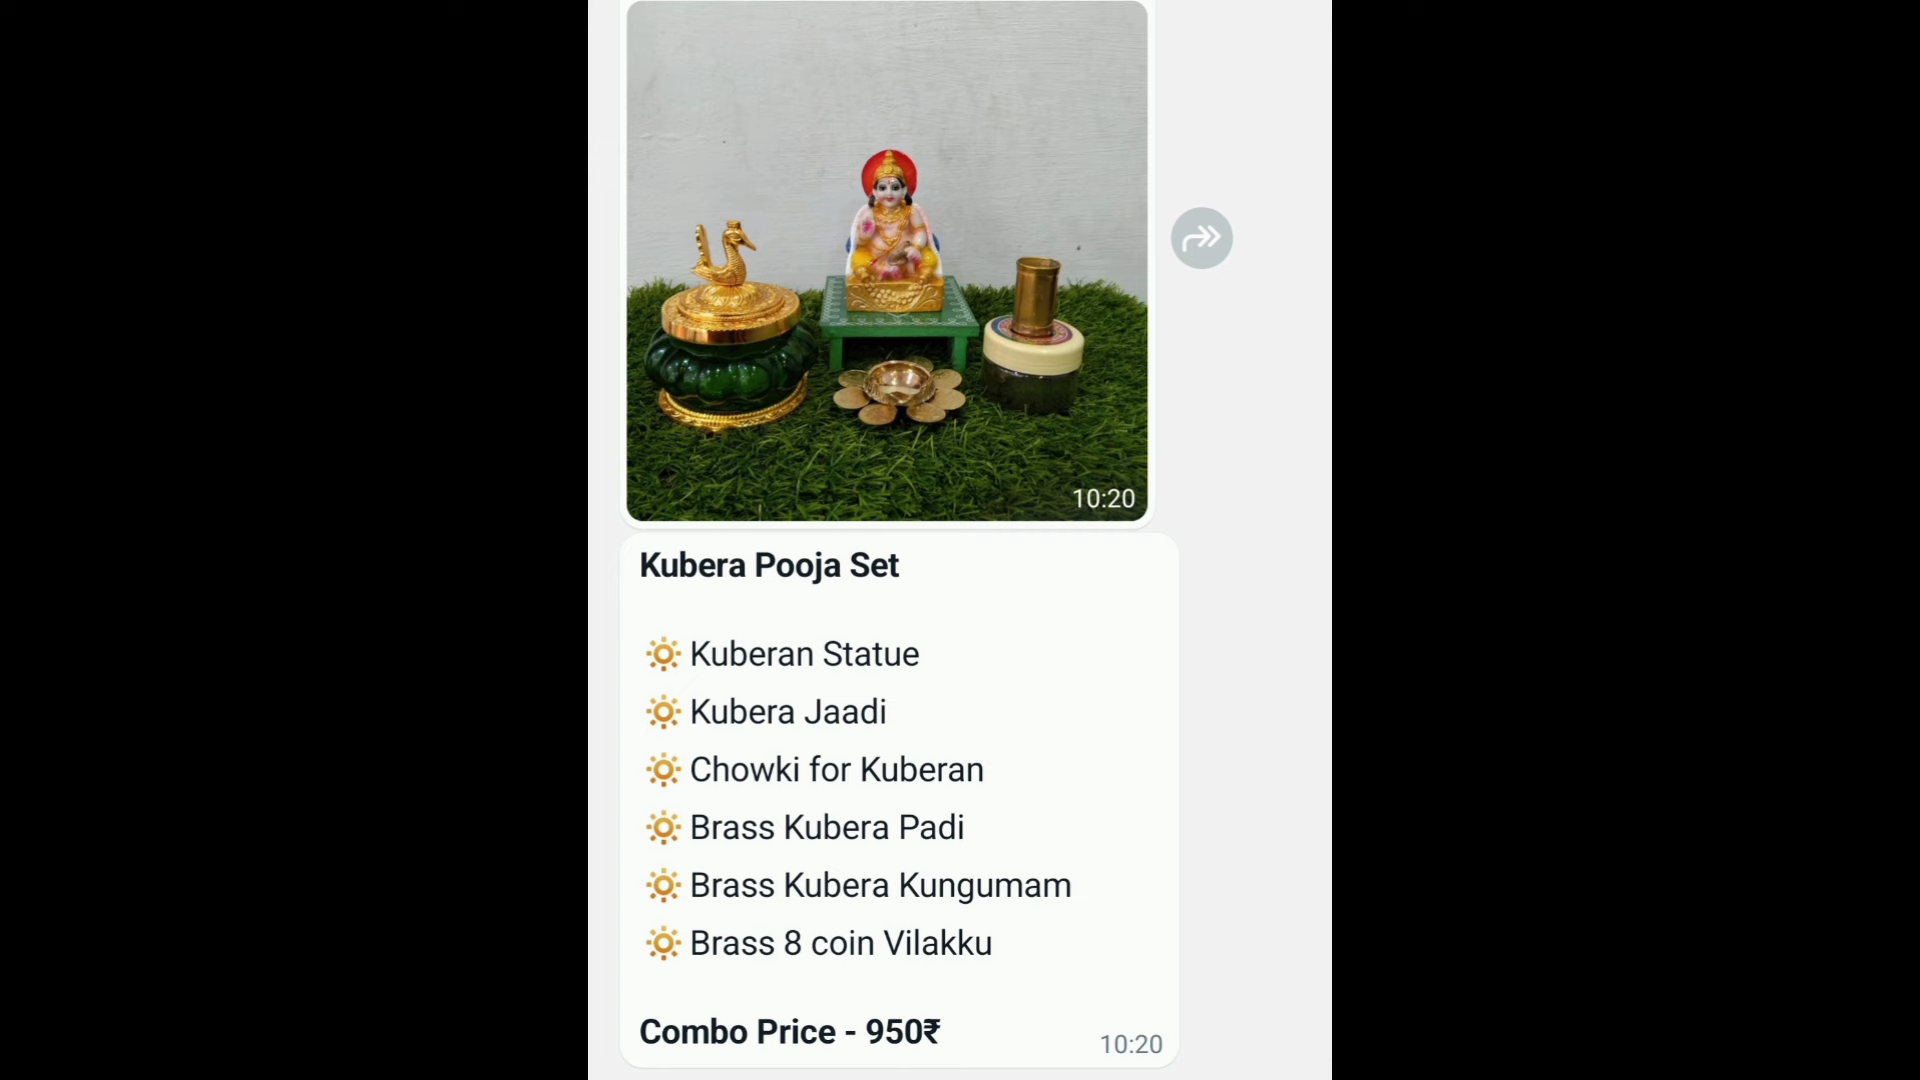 10:20
Kubera Pooja Set
🔅 Kuberan Statue
🔅 Kubera Jaadi
🔅 Chowki for Kuberan
🔅 Brass Kubera Padi
🔅 Brass Kubera Kungumam
🔅 Brass 8 coin Vilakku
Combo Price - 950₹
10:20